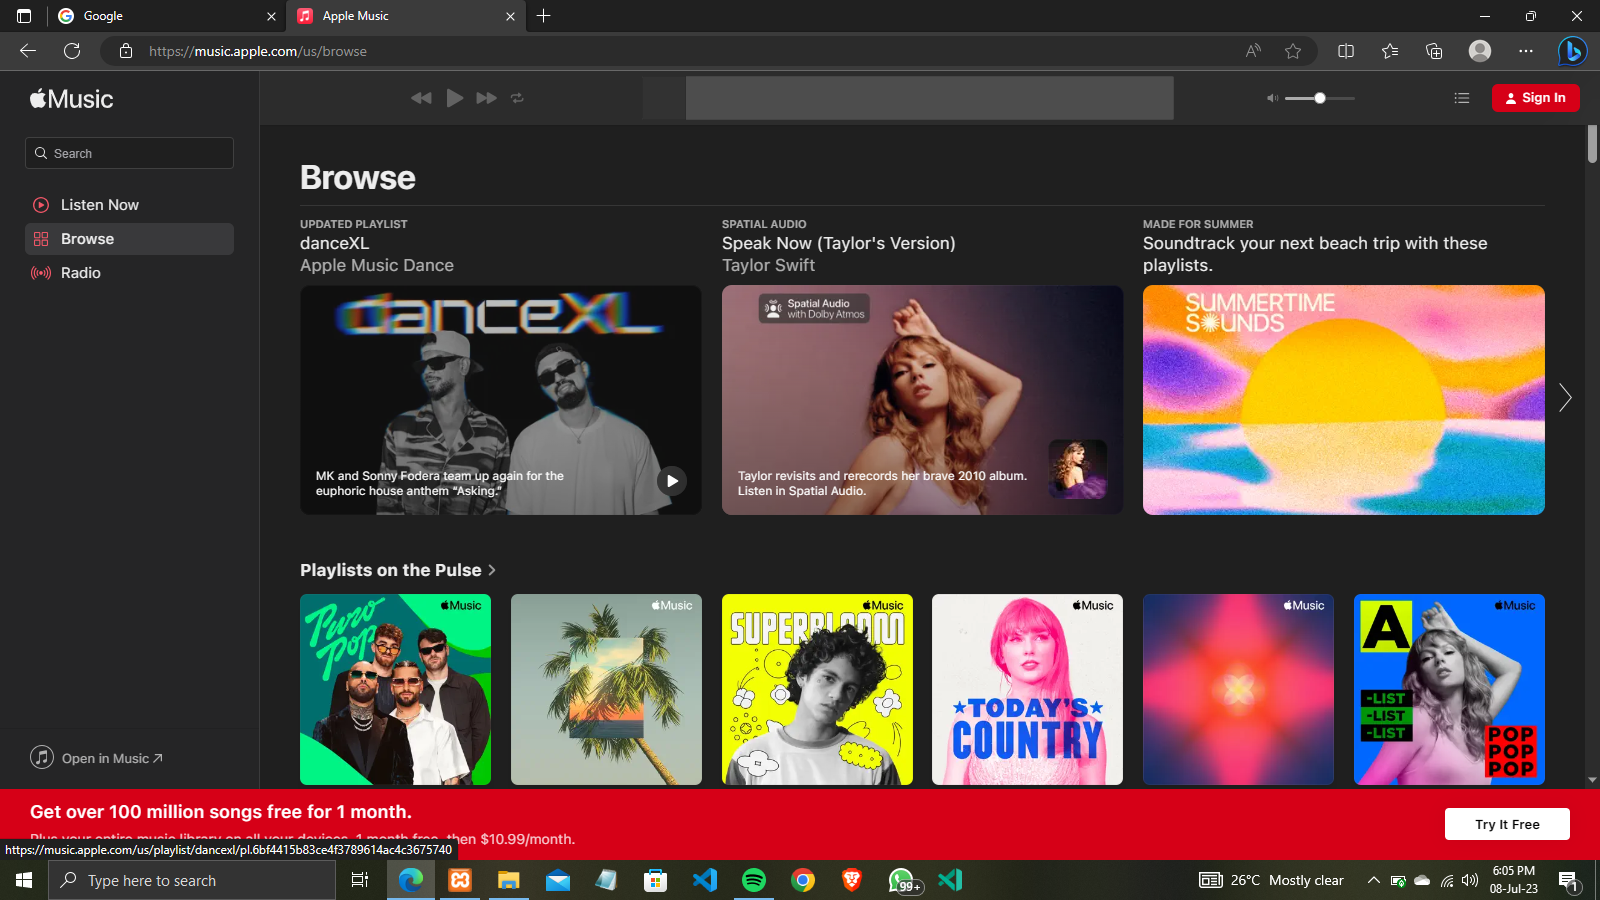 Google
Apple Music
https://music.apple.com/us/browse
Music
Sign In
Search
Listen Now
Browse
Radio
Open in Music
Browse
UPDATED PLAYLIST
danceXL
Apple Music Dance
danceXL
MK and Sonny Fodera team up again for the
euphoric house anthem “Asking.”
SPATIAL AUDIO
Speak Now (Taylor's Version)
Taylor Swift
Spatial Audio
with Dolby Atmos
Taylor revisits and rerecords her brave 2010 album.
Listen in Spatial Audio.
MADE FOR SUMMER
Soundtrack your next beach trip with these
playlists.
SUMMERTIME
SOUNDS
Playlists on the Pulse
Music
Puro
Pop
Music
Music
SUPERBLOOM
Music
TODAY'S
COUNTRY
Music
Music
A
-LIST
-LIST
-LIST
POP
POP
POP
Get over 100 million songs free for 1 month.
Plus your entire music library on all your devices. 1 month free, then $10.99/month.
Try It Free
https://music.apple.com/us/playlist/dancexl/pl.6bf4415b83ce4f3789614ac4c3675740
Type here to search
99+
26°C Mostly clear
6:05 PM
08-Jul-23
1